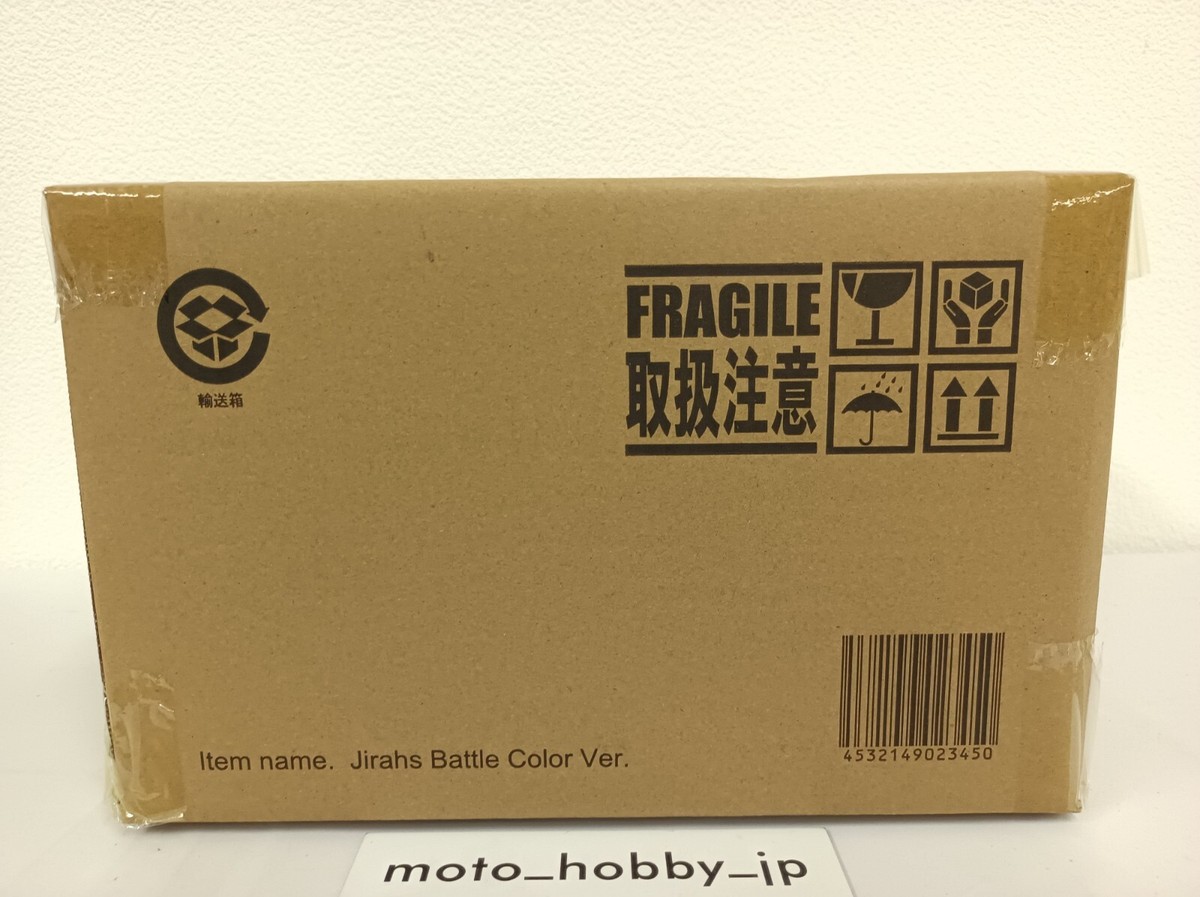 FRAGILE
取扱注意
輸送箱
Item name. Jirahs Battle Color Ver.
4532149023450
moto_hobby_jp